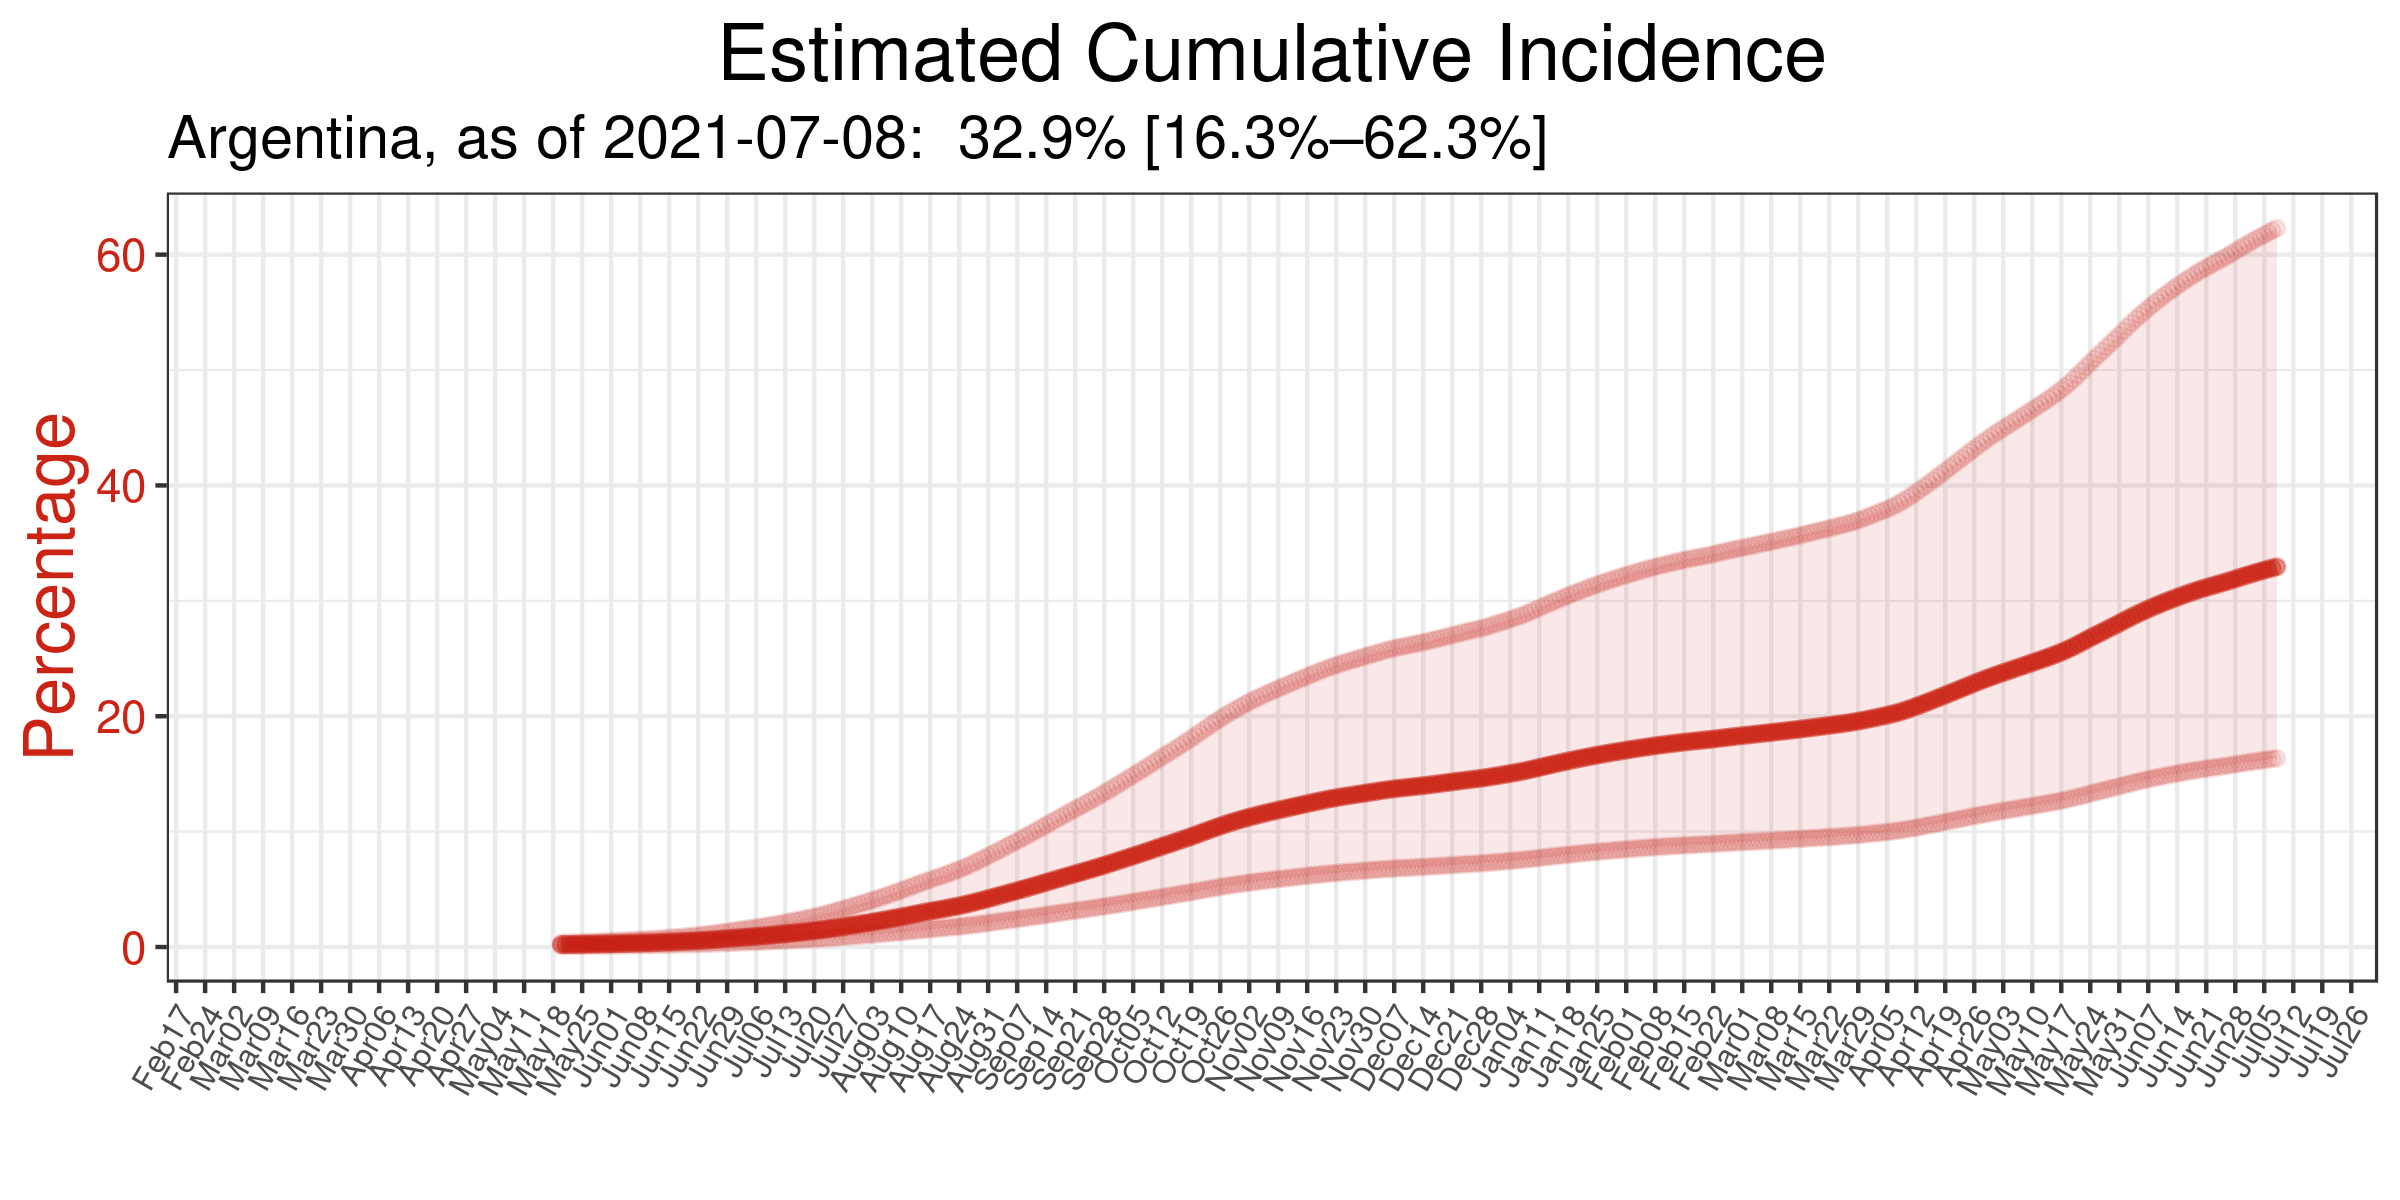 Estimated Cumulative Incidence
Argentina, as of 2021-07-08:  32.9% [16.3%–62.3%]
Percentage
60
40
20
0
Feb17 Feb24 Mar02 Mar09 Mar16 Mar23 Mar30 Apr06 Apr13 Apr20 Apr27 May04 May11 May18 May25 Jun01 Jun08 Jun15 Jun22 Jun29 Jul06 Jul13 Jul20 Jul27 Aug03 Aug10 Aug17 Aug24 Aug31 Sep07 Sep14 Sep21 Sep28 Oct05 Oct12 Oct19 Oct26 Nov02 Nov09 Nov16 Nov23 Nov30 Dec07 Dec14 Dec21 Dec28 Jan04 Jan11 Jan18 Jan25 Feb01 Feb08 Feb15 Feb22 Mar01 Mar08 Mar15 Mar22 Mar29 Apr05 Apr12 Apr19 Apr26 May03 May10 May17 May24 May31 Jun07 Jun14 Jun21 Jun28 Jul05 Jul12 Jul19 Jul26